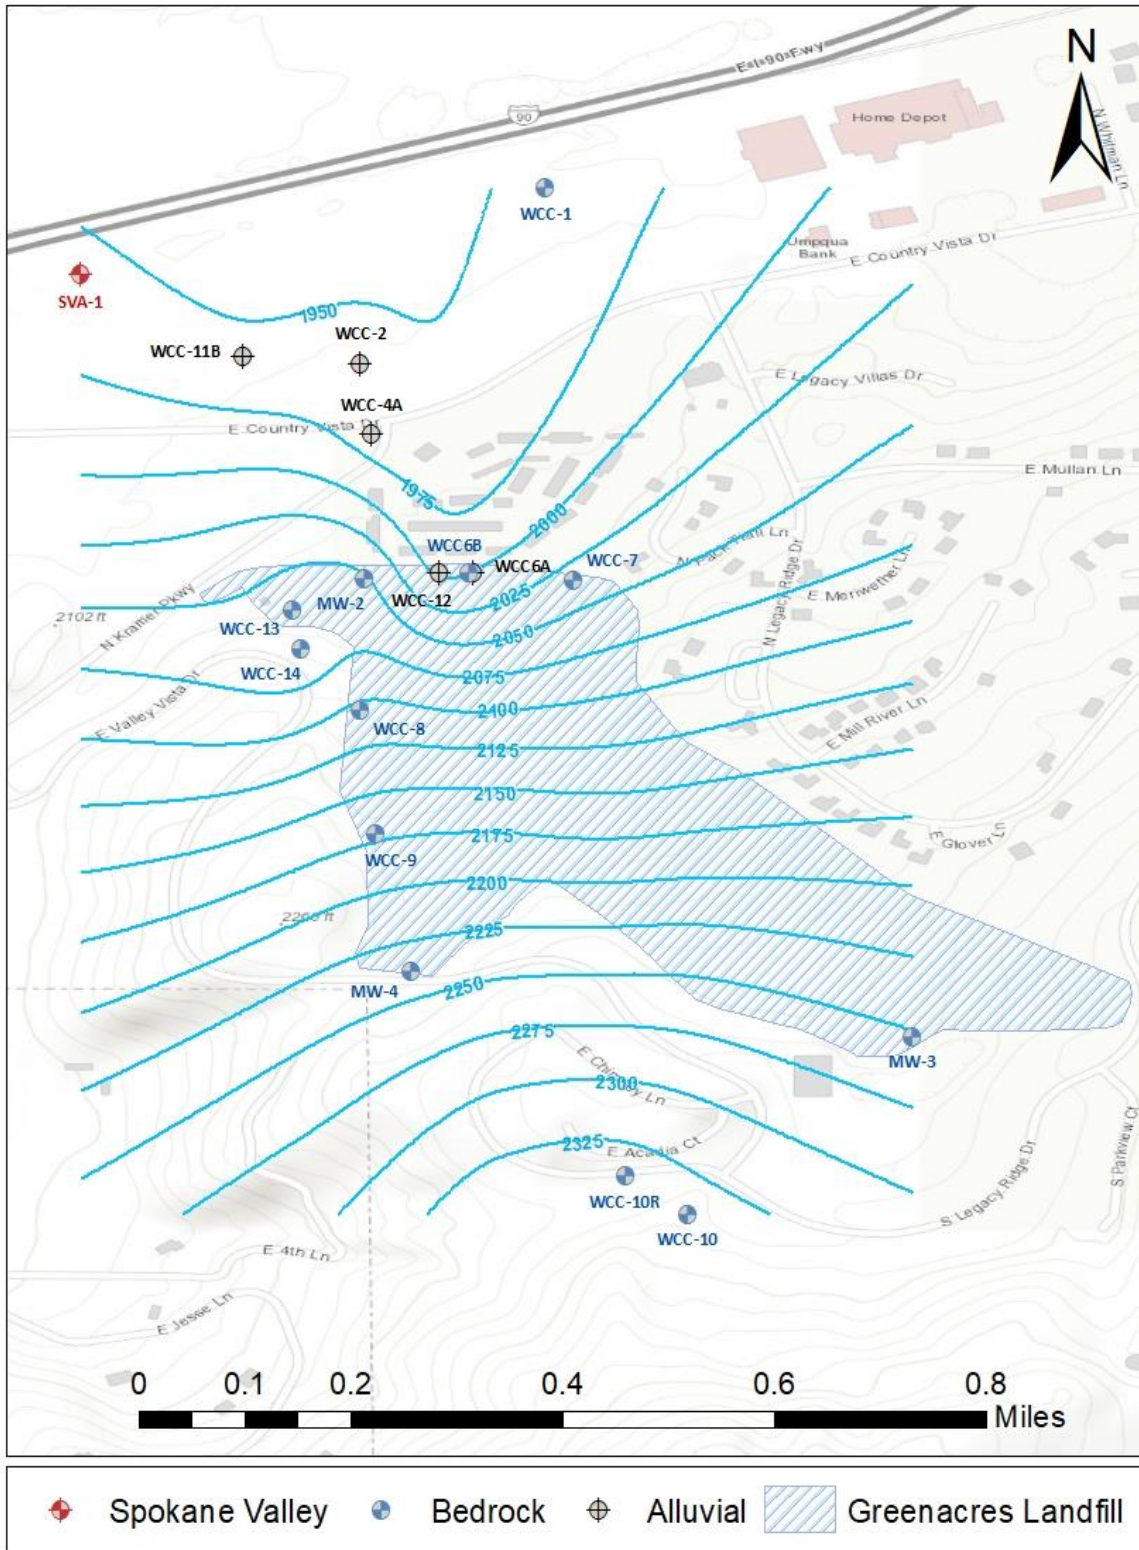 N
E I-90 Fwy
90
Home Depot
N Whitman Ln
WCC-1
Umpqua
Bank
E Country Vista Dr
SVA-1
1950
WCC-2
WCC-11B
E Legacy Villas Dr
WCC-4A
E Country Vista Dr
E Mullan Ln
1975
2000
WCC6B
WCC6A
WCC-7
N Pack Trail Ln
N Legacy Ridge Dr
E Meriwether Ln
2102 ft
N Kramer Pkwy
MW-2
WCC-12
2025
WCC-13
2050
WCC-14
2075
E Valley Vista Dr
2100
WCC-8
E Mill River Ln
2125
2150
2175
WCC-9
E Glover Ln
2200
2265 ft
2225
MW-4
2250
2275
MW-3
E Chimney Ln
2300
2325
E Acadia Ct
S Parkview Ct
WCC-10R
S Legacy Ridge Dr
WCC-10
E 4th Ln
E Jesse Ln
0 0.1 0.2 0.4 0.6 0.8
Miles
Spokane Valley Bedrock Alluvial Greenacres Landfill